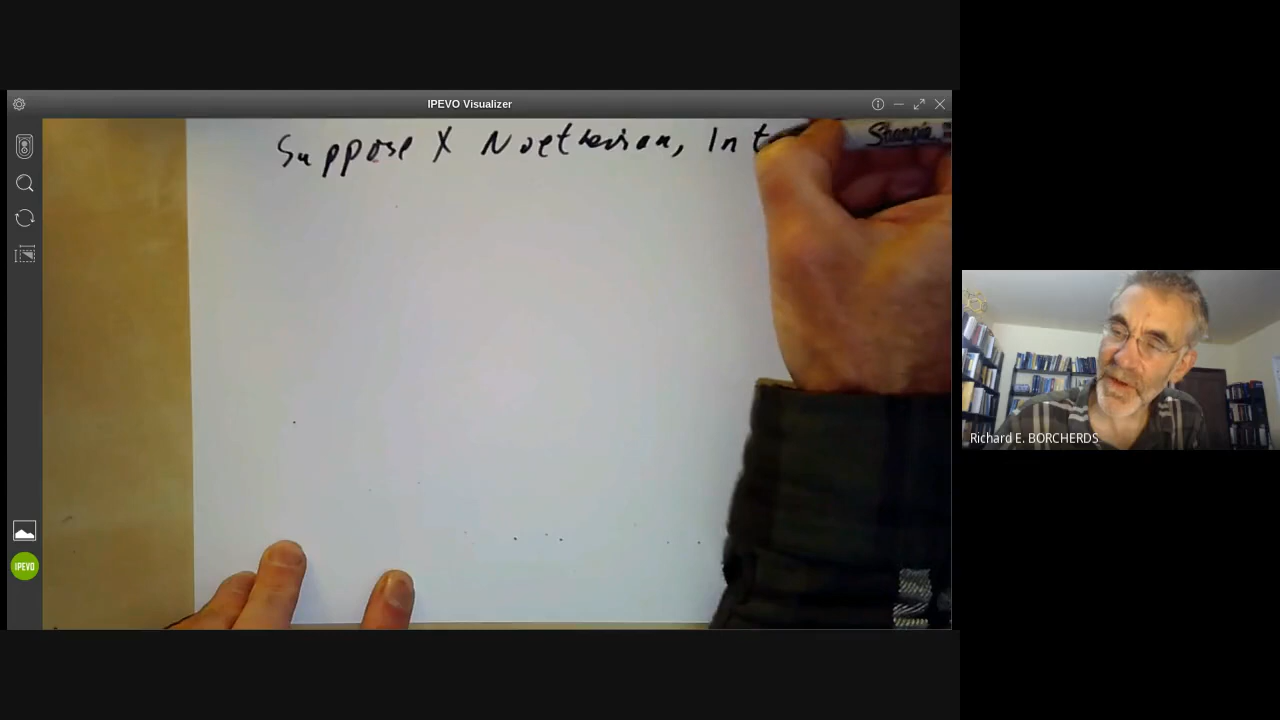 IPEVO Visualizer
Suppose X Noetherian, Int
Sharpie
Richard E. BORCHERDS
IPEVO